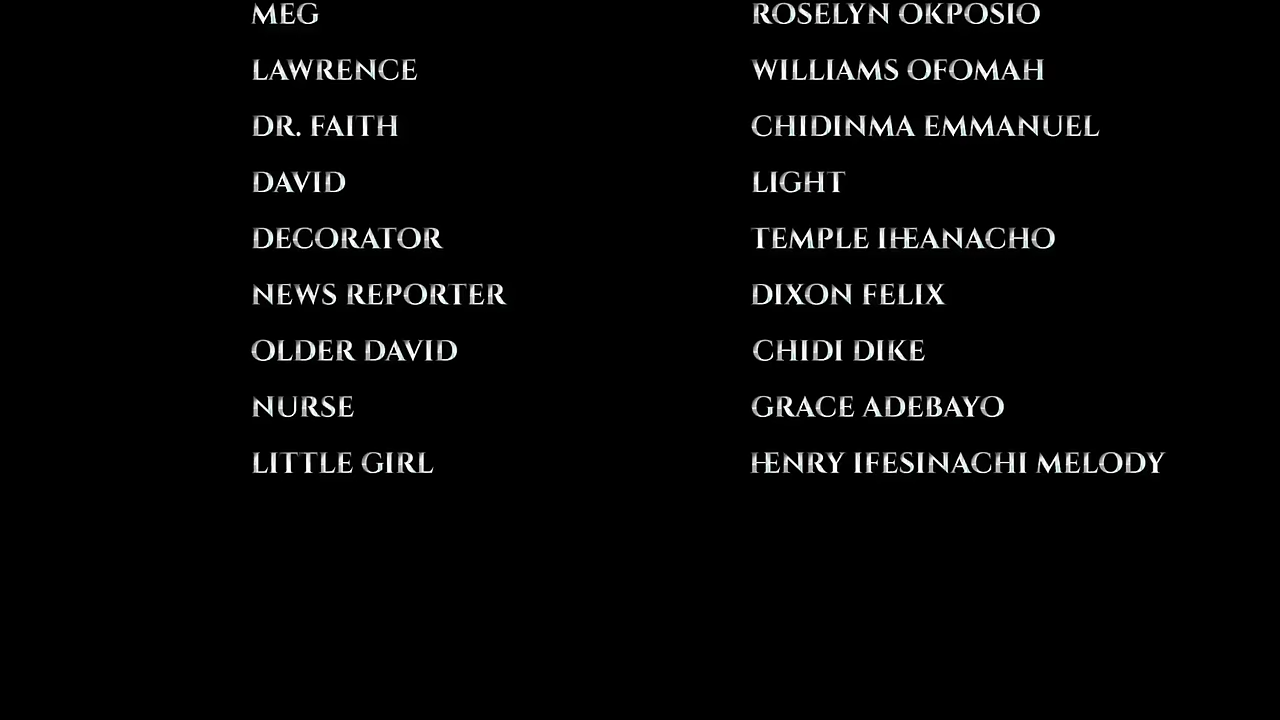 MEG ROSELYN OKPOSIO
LAWRENCE WILLIAMS OFOMAH
DR. FAITH CHIDINMA EMMANUEL
DAVID LIGHT
DECORATOR TEMPLE IHEANACHO
NEWS REPORTER DIXON FELIX
OLDER DAVID CHIDI DIKE
NURSE GRACE ADEBAYO
LITTLE GIRL HENRY IFESINACHI MELODY